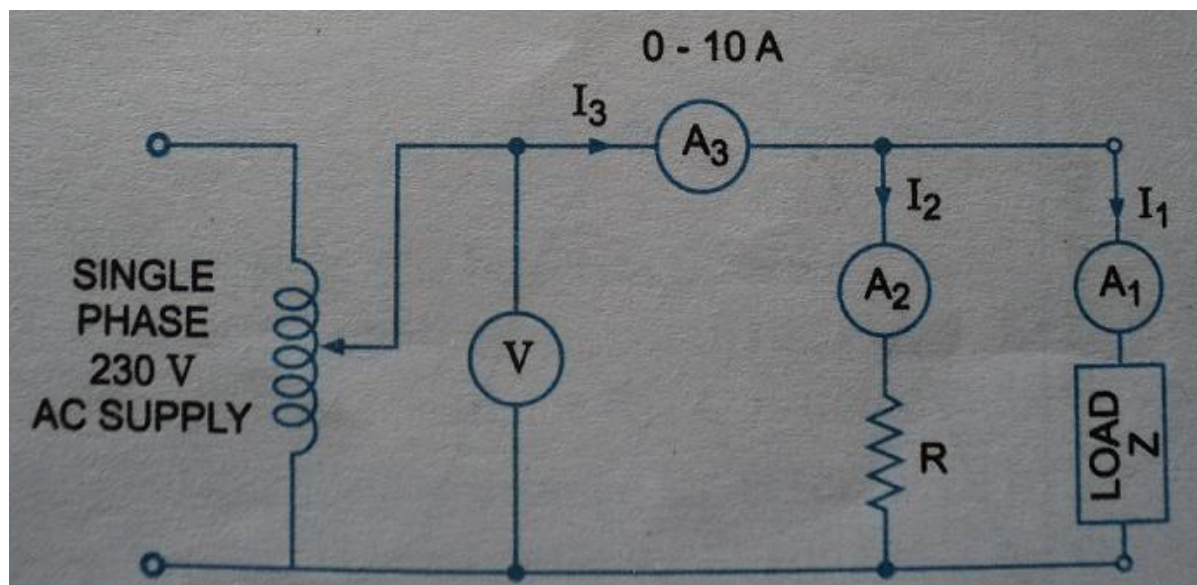 0 - 10 A
I₃
A₃
I₂
I₁
A₂
A₁
SINGLE
PHASE
230 V
AC SUPPLY
V
R
LOAD
Z